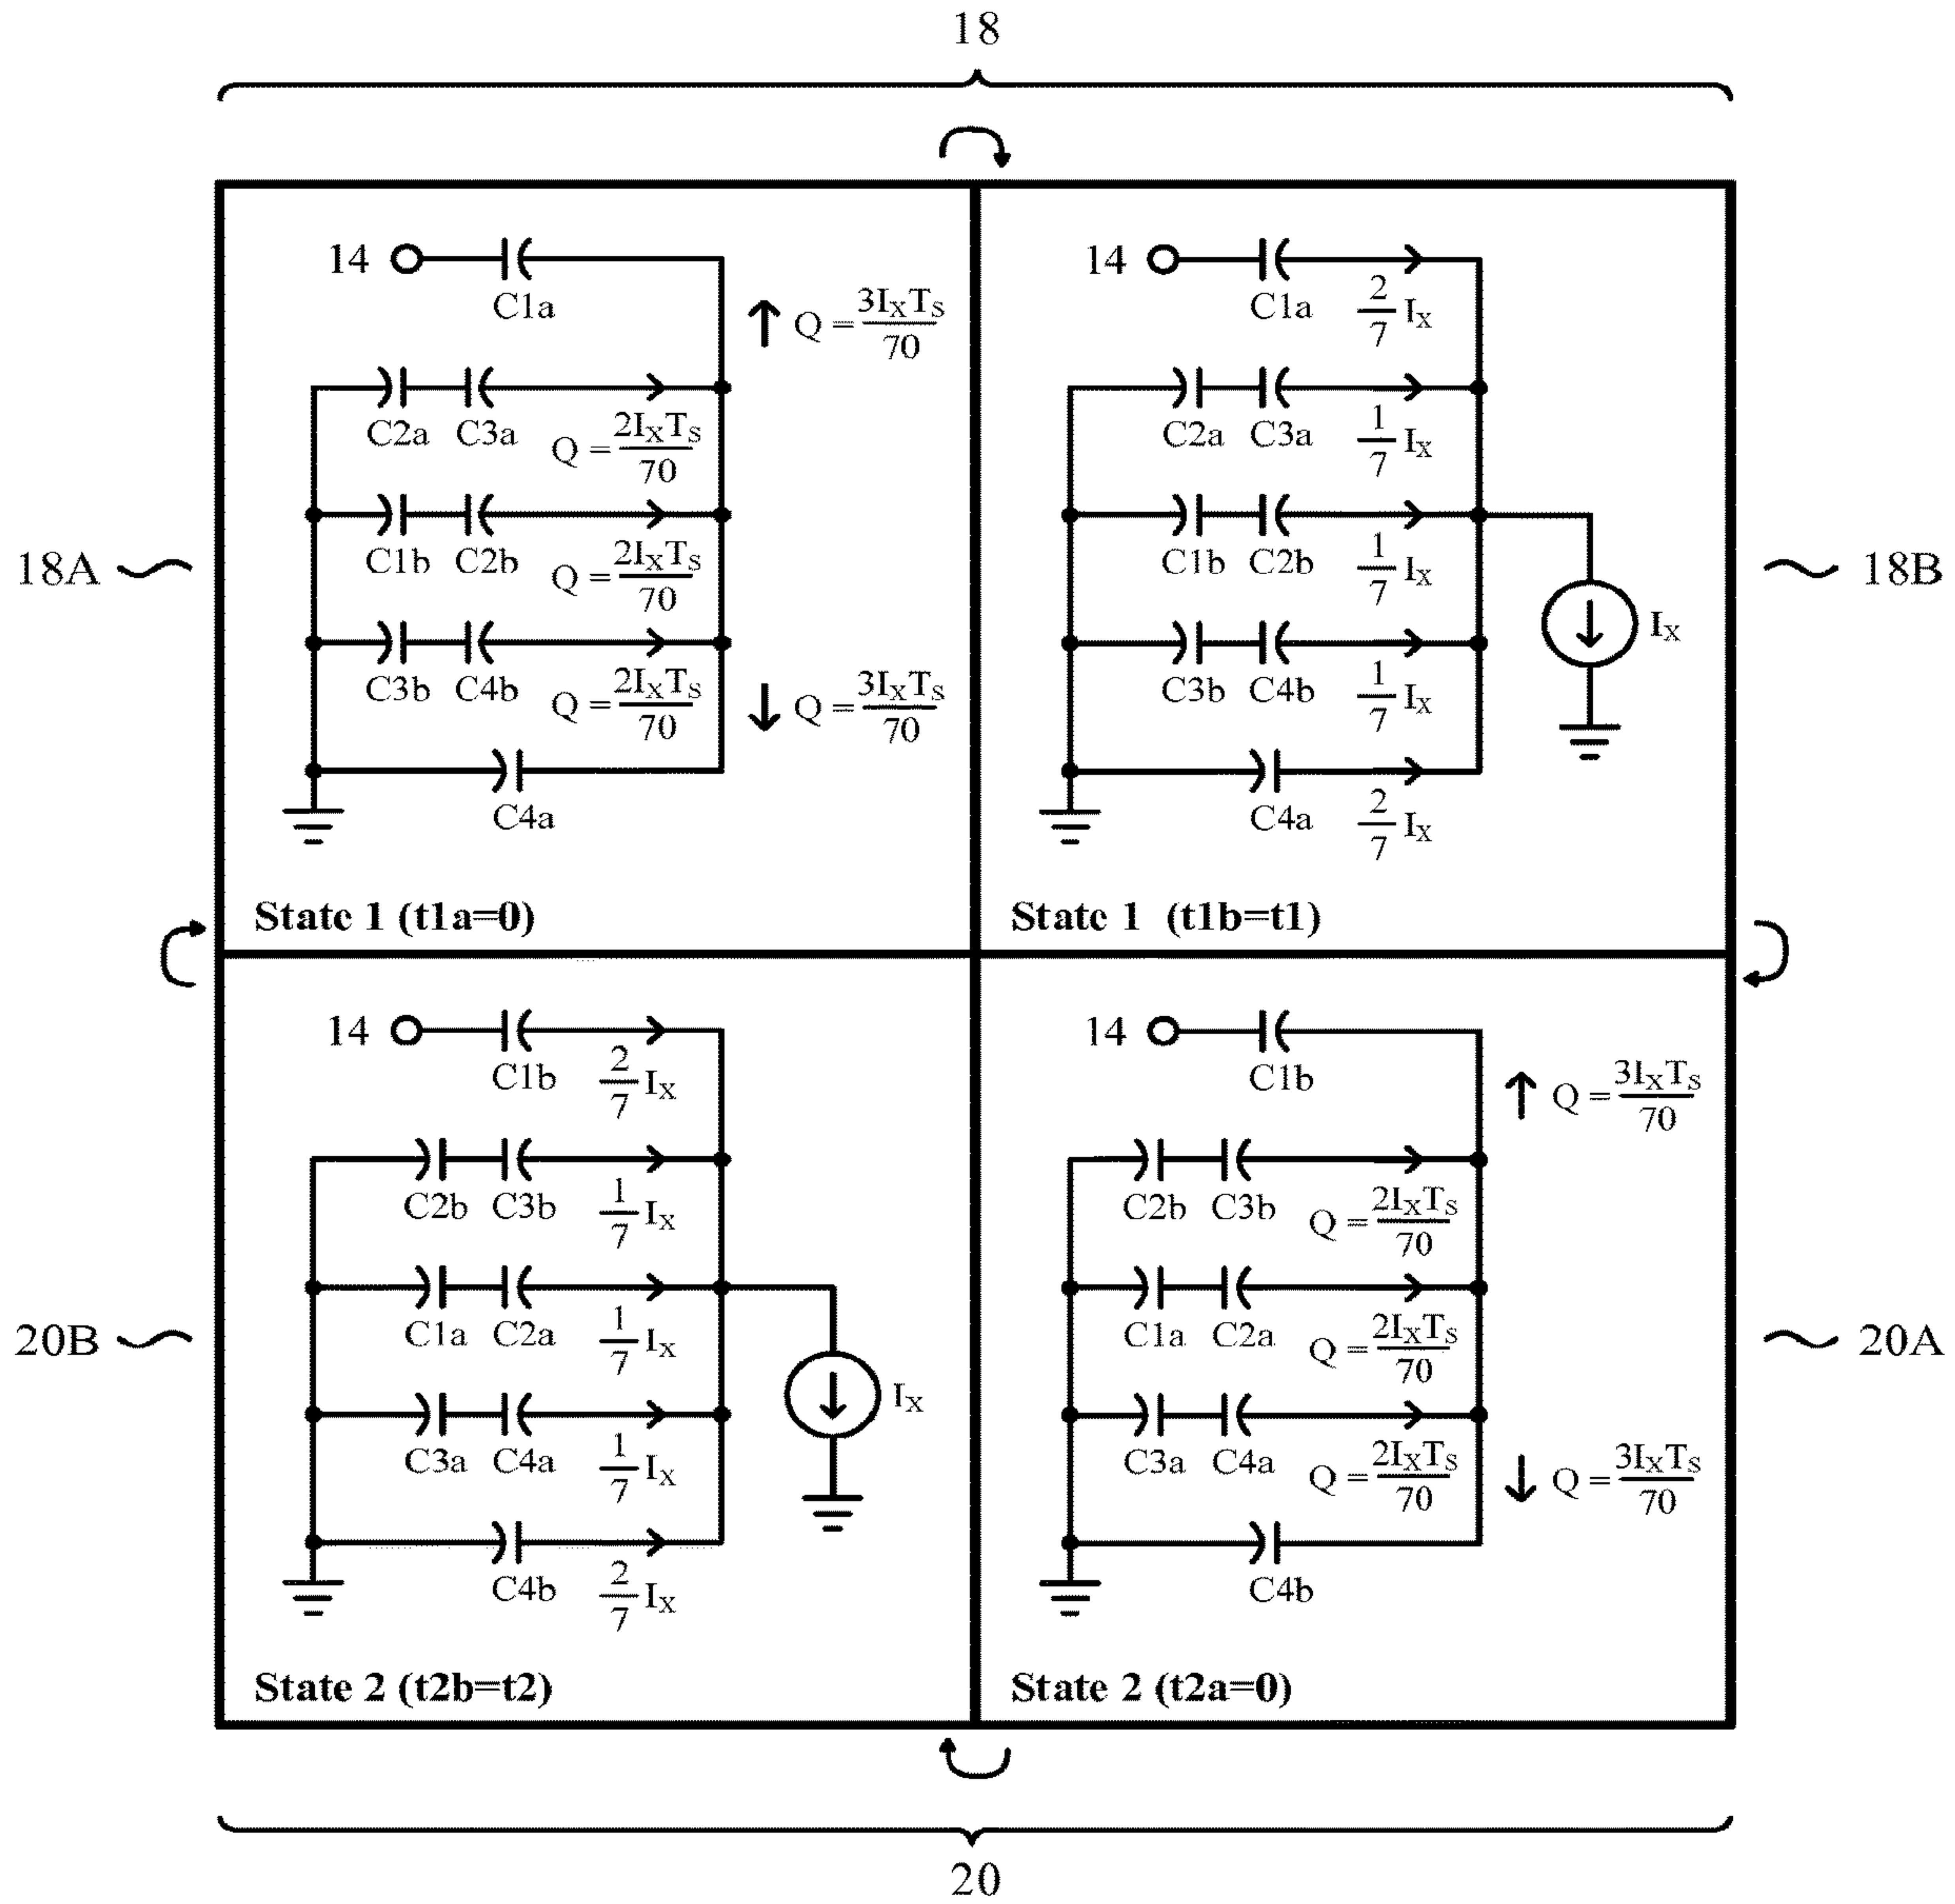 18
14
C1a
↑ Q = 3IXTS/70
C2a C3a
Q = 2IXTS/70
C1b C2b
Q = 2IXTS/70
C3b C4b
Q = 2IXTS/70
↓ Q = 3IXTS/70
C4a
State 1 (t1a=0)
18A
14
C1a
2/7 IX
C2a C3a
1/7 IX
C1b C2b
1/7 IX
C3b C4b
1/7 IX
IX
C4a
2/7 IX
State 1 (t1b=t1)
18B
14
C1b
2/7 IX
C2b C3b
1/7 IX
C1a C2a
1/7 IX
C3a C4a
1/7 IX
IX
C4b
2/7 IX
State 2 (t2b=t2)
20B
14
C1b
↑ Q = 3IXTS/70
C2b C3b
Q = 2IXTS/70
C1a C2a
Q = 2IXTS/70
C3a C4a
Q = 2IXTS/70
↓ Q = 3IXTS/70
C4b
State 2 (t2a=0)
20A
20